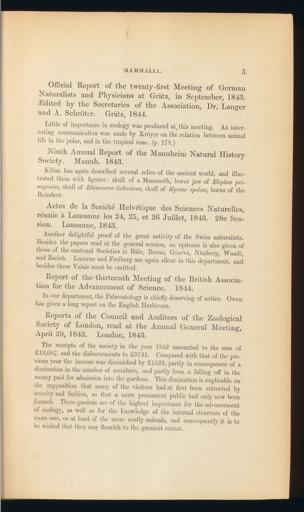 MAMMALIA. 5
Official Report of the twenty-first Meeting of German
Naturalists and Physicians at Grätz, in September, 1843.
Edited by the Secretaries of the Association, Dr. Langer
and A. Schröter. Grätz, 1844.
Little of importance in zoology was produced at this meeting. An inter-
esting communication was made by Kröyer on the relation between animal
life in the polar, and in the tropical seas. (p. 178.)
Ninth Annual Report of the Mannheim Natural History
Society. Mannh. 1843.
Kilian has again described several relics of the ancient world, and illus-
trated them with figures: skull of a Mammoth, lower jaw of Elephas pri-
migenius, skull of Rhinoceros tichorinus, skull of Hyæna spelæa, horns of the
Reindeer.
Actes de la Société Helvétique des Sciences Naturelles,
réunie à Lausanne les 24, 25, et 26 Juillet, 1843. 28e Ses-
sion. Lausanne, 1843.
Another delightful proof of the great activity of the Swiss naturalists.
Besides the papers read at the general session, an epitome is also given of
those of the cantonal Societies in Bâle, Berne, Geneva, Neuberg, Waadt,
and Zurich. Lucerne and Freiberg are again silent in this department, and
besides these Valais must be omitted.
Report of the thirteenth Meeting of the British Associa-
tion for the Advancement of Science. 1844.
In our department, the Palæontology is chiefly deserving of notice. Owen
has given a long report on the English Herbivora.
Reports of the Council and Auditors of the Zoological
Society of London, read at the Annual General Meeting,
April 29, 1843. London, 1843.
The receipts of the society in the year 1842 amounted to the sum of
£10,082, and the disbursements to £9721. Compared with that of the pre-
vious year the income was diminished by £1223, partly in consequence of a
diminution in the number of members, and partly from a falling off in the
money paid for admission into the gardens. This diminution is explicable on
the supposition that many of the visitors had at first been attracted by
novelty and fashion, so that a more permanent public had only now been
formed. These gardens are of the highest importance for the advancement
of zoology, as well as for the knowledge of the internal structure of the
more rare, or at least of the more costly animals, and consequently it is to
be wished that they may flourish to the greatest extent.